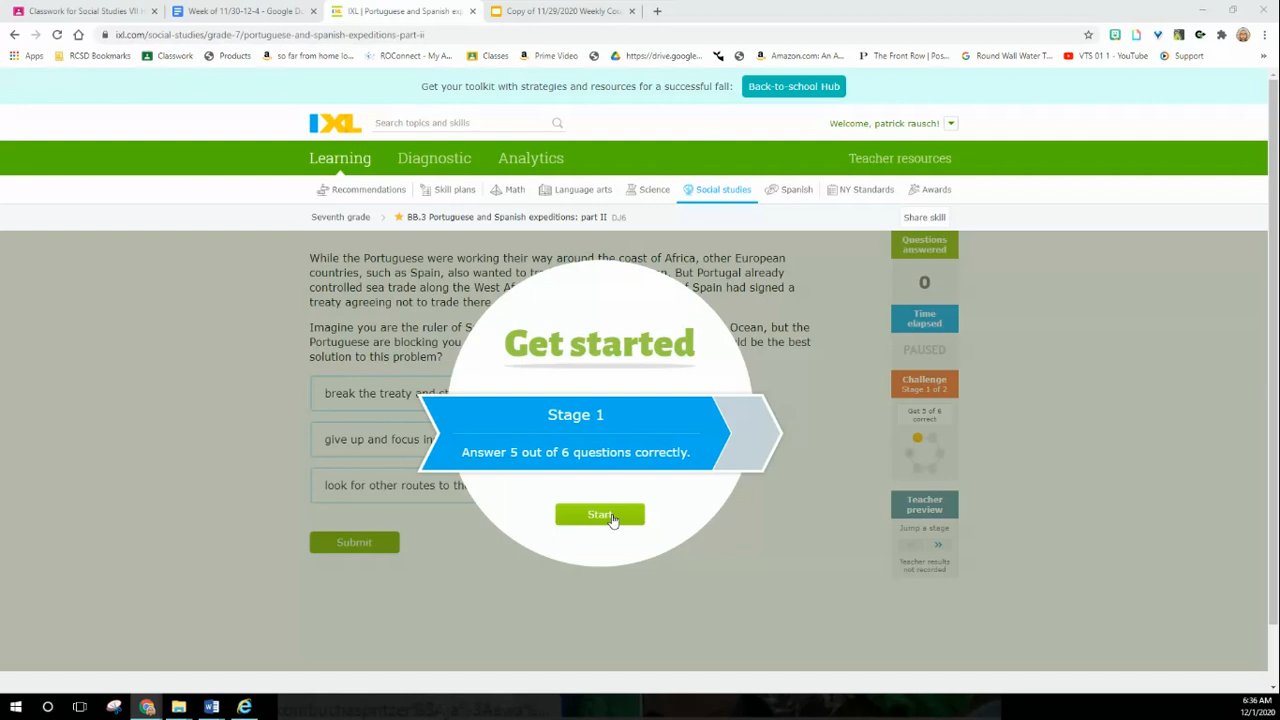 Classwork for Social Studies VII H
Week of 11/30-12-4 - Google D
IXL | Portuguese and Spanish exp
Copy of 11/29/2020 Weekly Cou
ixl.com/social-studies/grade-7/portuguese-and-spanish-expeditions-part-ii
Apps
RCSD Bookmarks
Classwork
Products
so far from home lo...
ROConnect - My A...
Classes
Prime Video
https://drive.google...
Amazon.com: An A...
The Front Row | Pos...
Round Wall Water T...
VTS 01 1 - YouTube
Support
Get your toolkit with strategies and resources for a successful fall: Back-to-school Hub
IXL
Search topics and skills
Welcome, patrick rausch!
Learning
Diagnostic
Analytics
Teacher resources
Recommendations
Skill plans
Math
Language arts
Science
Social studies
Spanish
NY Standards
Awards
Seventh grade
BB.3 Portuguese and Spanish expeditions: part II DJ6
Share skill
While the Portuguese were working their way around the coast of Africa, other European
countries, such as Spain, also wanted to
But Portugal already
controlled sea trade along the West
of Spain had signed a
treaty agreeing not to trade there
Imagine you are the ruler of
Ocean, but the
Portuguese are blocking you
be the best
solution to this problem?
break the treaty and
give up and focus
look for other routes to
Submit
Get started
Stage 1
Answer 5 out of 6 questions correctly.
Start
Questions
answered
0
Time
elapsed
PAUSED
Challenge
Stage 1 of 2
Get 5 of 6
correct
Teacher
preview
Jump a stage
Teacher results
not recorded
6:36 AM
12/1/2020